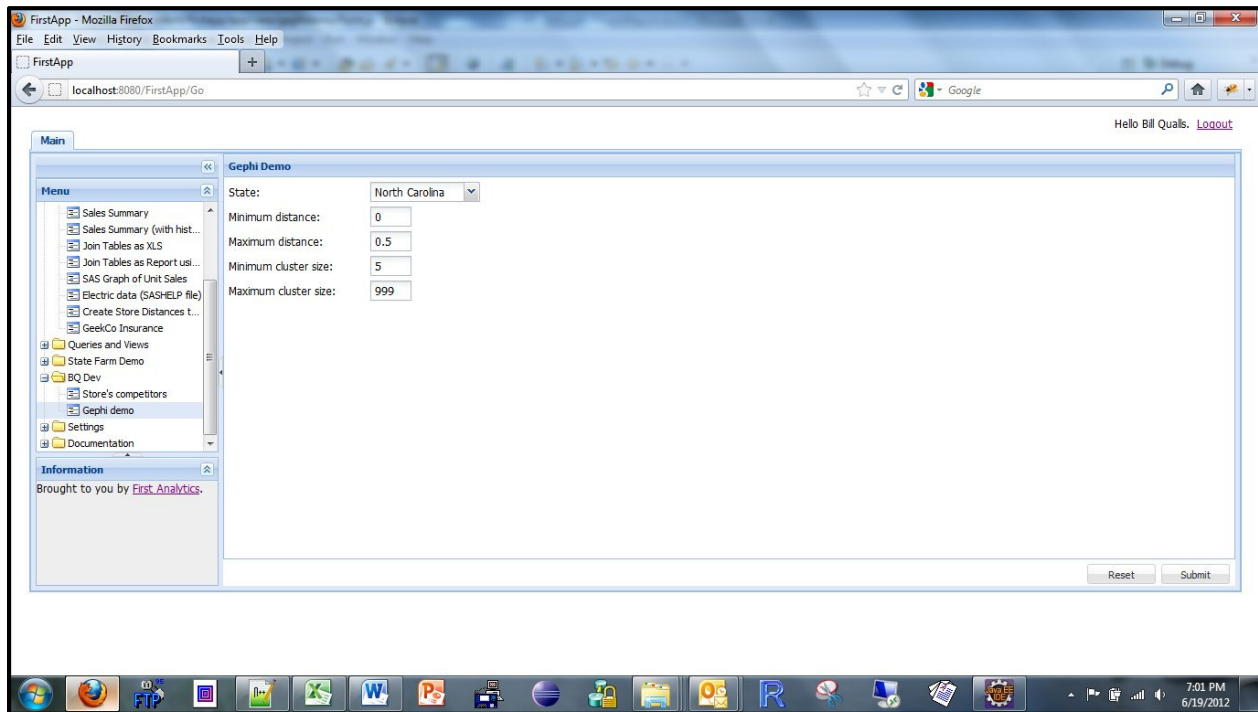 FirstApp - Mozilla Firefox
File Edit View History Bookmarks Tools Help
FirstApp
+
localhost:8080/FirstApp/Go
Google
Hello Bill Qualls. Logout
Main
Menu
Sales Summary
Sales Summary (with hist...
Join Tables as XLS
Join Tables as Report usi...
SAS Graph of Unit Sales
Electric data (SASHELP file)
Create Store Distances t...
GeekCo Insurance
Queries and Views
State Farm Demo
BQ Dev
Store's competitors
Gephi demo
Settings
Documentation
Information
Brought to you by First Analytics.
Gephi Demo
State: North Carolina
Minimum distance: 0
Maximum distance: 0.5
Minimum cluster size: 5
Maximum cluster size: 999
Reset Submit
FTP
7:01 PM
6/19/2012